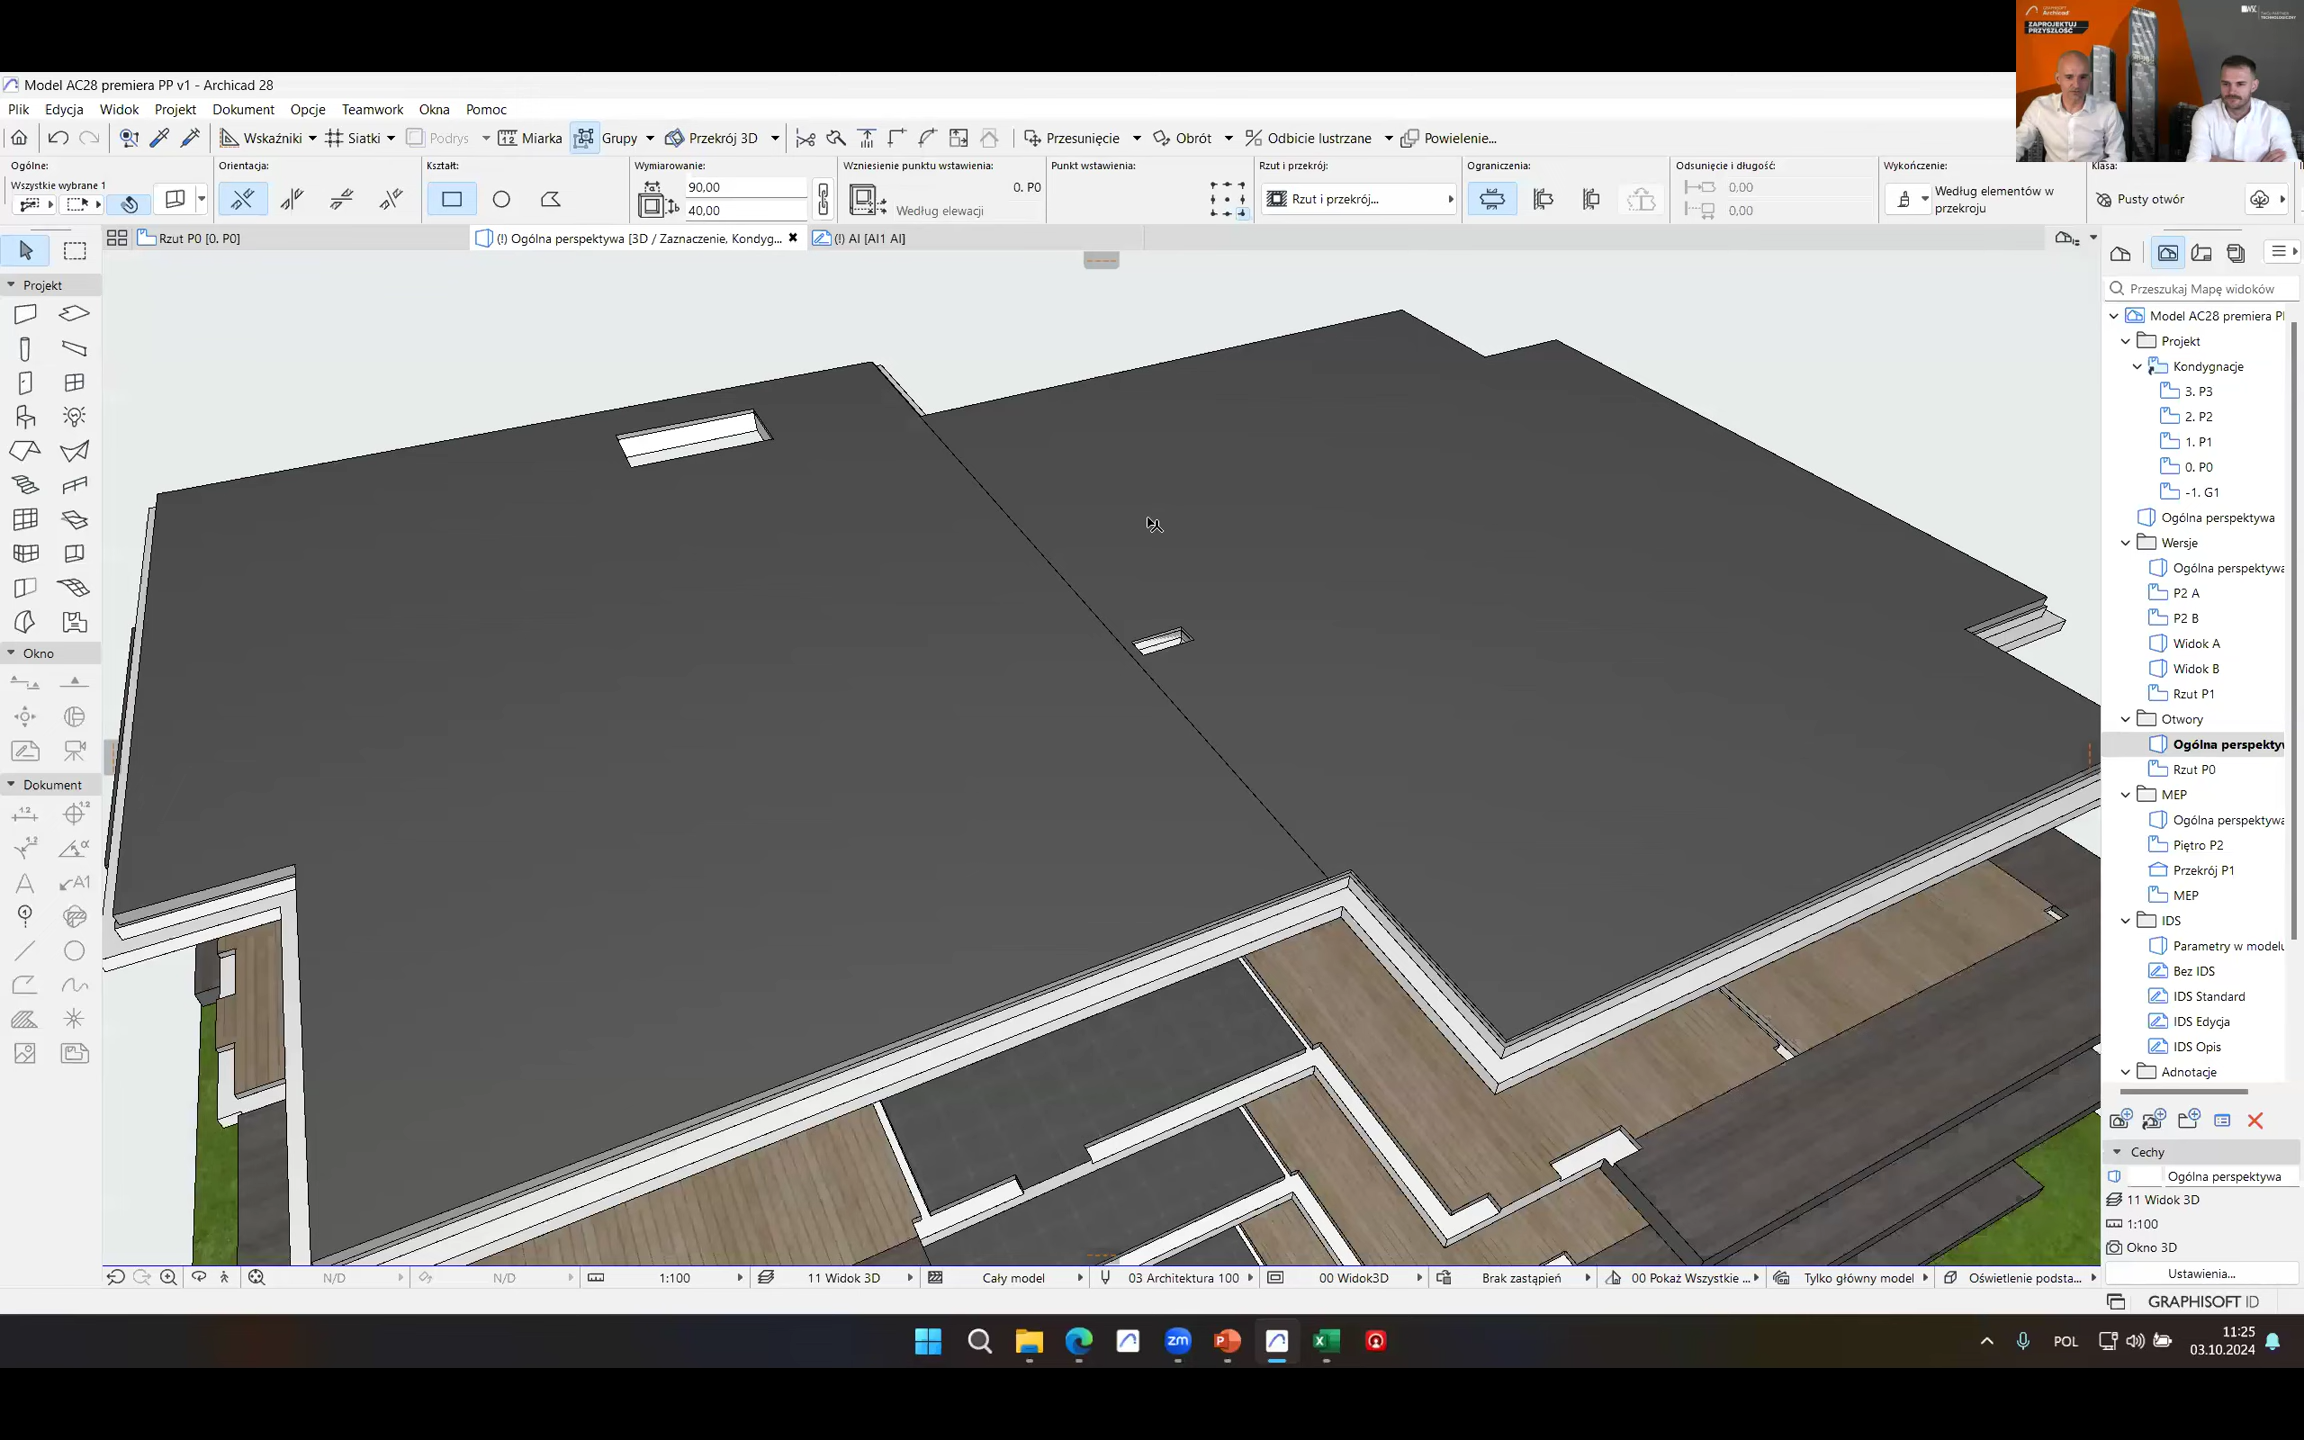 GRAPHISOFT
Archicad
ZAPROJEKTUJ
PRZYSZŁOŚĆ
Model AC28 premiera PP v1 - Archicad 28
Plik Edycja Widok Projekt Dokument Opcje Teamwork Okna Pomoc
Wskaźniki Siatki Podrys Miarka Grupy Przekrój 3D Przesunięcie Obrót Odbicie lustrzane Powielenie...
Ogólne: Orientacja: Kształt: Wymiarowanie: Wzniesienie punktu wstawienia: Punkt wstawienia: Rzut i przekrój: Ograniczenia: Odsunięcie i długość: Wykończenie: Klasa:
Wszystkie wybrane 1
90,00
40,00
0. P0
Według elewacji
Rzut i przekrój...
0,00
0,00
Według elementów w
przekroju
Pusty otwór
Rzut P0 [0. P0]
(!) Ogólna perspektywa [3D / Zaznaczenie, Kondyg...
(!) AI [AI1 AI]
Projekt
Okno
Dokument
Przeszukaj Mapę widoków
Model AC28 premiera P
Projekt
Kondygnacje
3. P3
2. P2
1. P1
0. P0
-1. G1
Ogólna perspektywa
Wersje
Ogólna perspektywa
P2 A
P2 B
Widok A
Widok B
Rzut P1
Otwory
Ogólna perspektyw
Rzut P0
MEP
Ogólna perspektywa
Piętro P2
Przekrój P1
MEP
IDS
Parametry w modelu
Bez IDS
IDS Standard
IDS Edycja
IDS Opis
Adnotacje
Cechy
Ogólna perspektywa
11 Widok 3D
1:100
Okno 3D
Ustawienia...
N/D N/D 1:100 11 Widok 3D Cały model 03 Architektura 100 00 Widok3D Brak zastąpień 00 Pokaż Wszystkie ... Tylko główny model Oświetlenie podsta...
GRAPHISOFT ID
zm
POL
11:25
03.10.2024